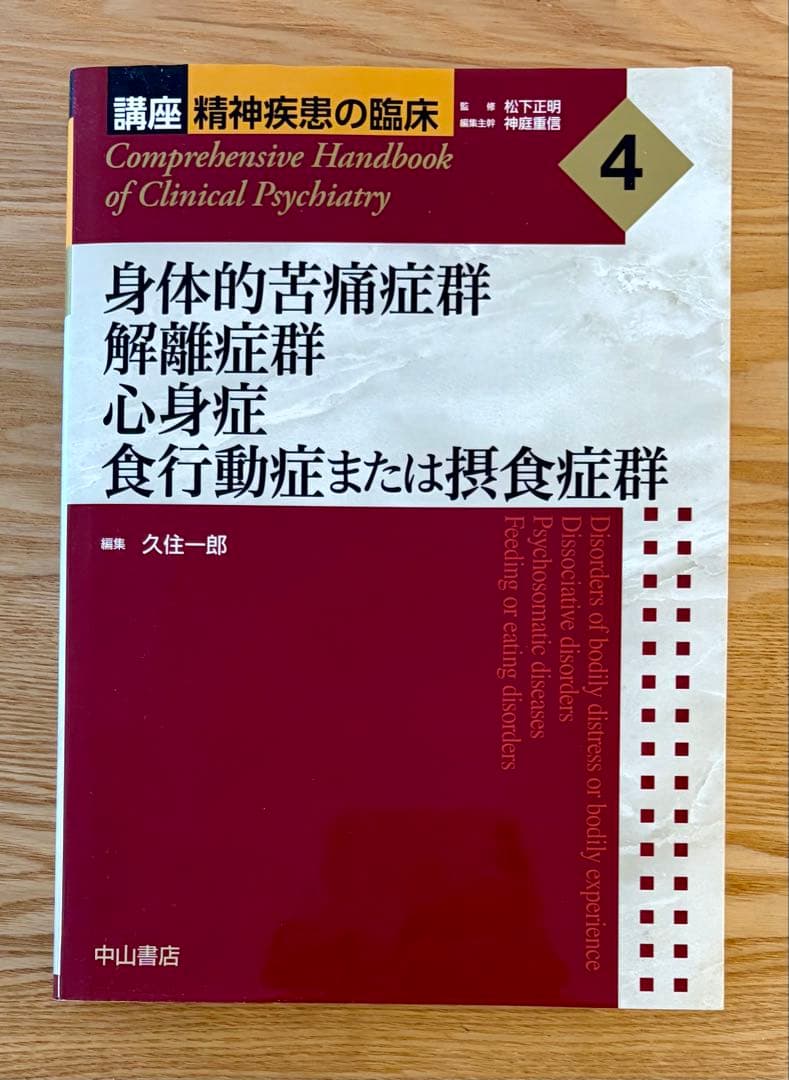 講座 精神疾患の臨床
監修 松下正明
編集主幹 神庭重信
4
Comprehensive Handbook
of Clinical Psychiatry
身体的苦痛症群
解離症群
心身症
食行動症または摂食症群
編集 久住一郎
Disorders of bodily distress or bodily experience
Dissociative disorders
Psychosomatic diseases
Feeding or eating disorders
中山書店